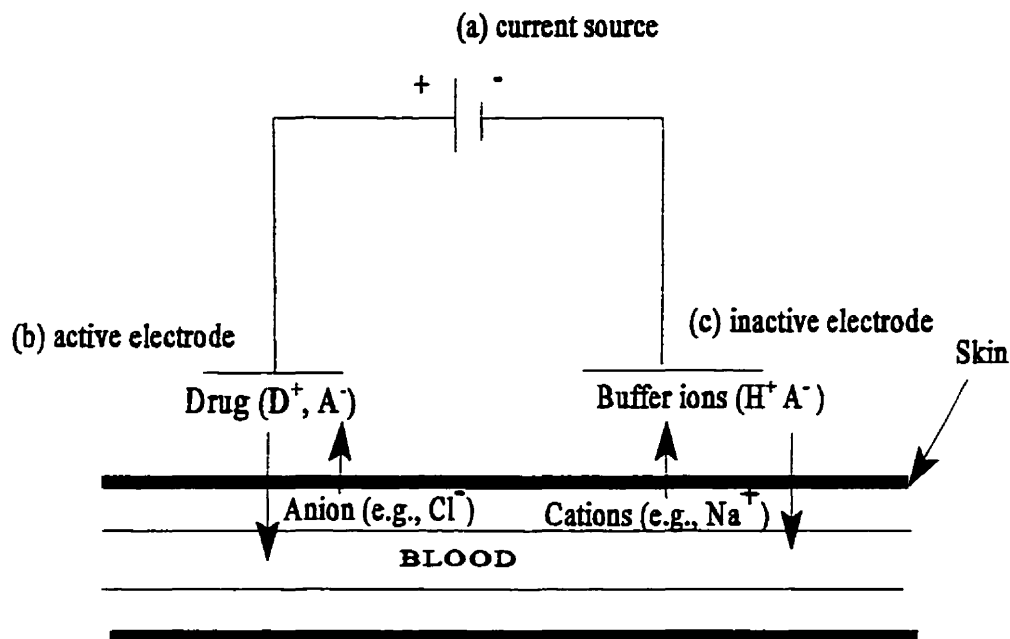 (a) current source
+ -
(b) active electrode
(c) inactive electrode
Skin
Drug (D⁺, A⁻)
Buffer ions (H⁺ A⁻)
Anion (e.g., Cl⁻)
Cations (e.g., Na⁺)
BLOOD